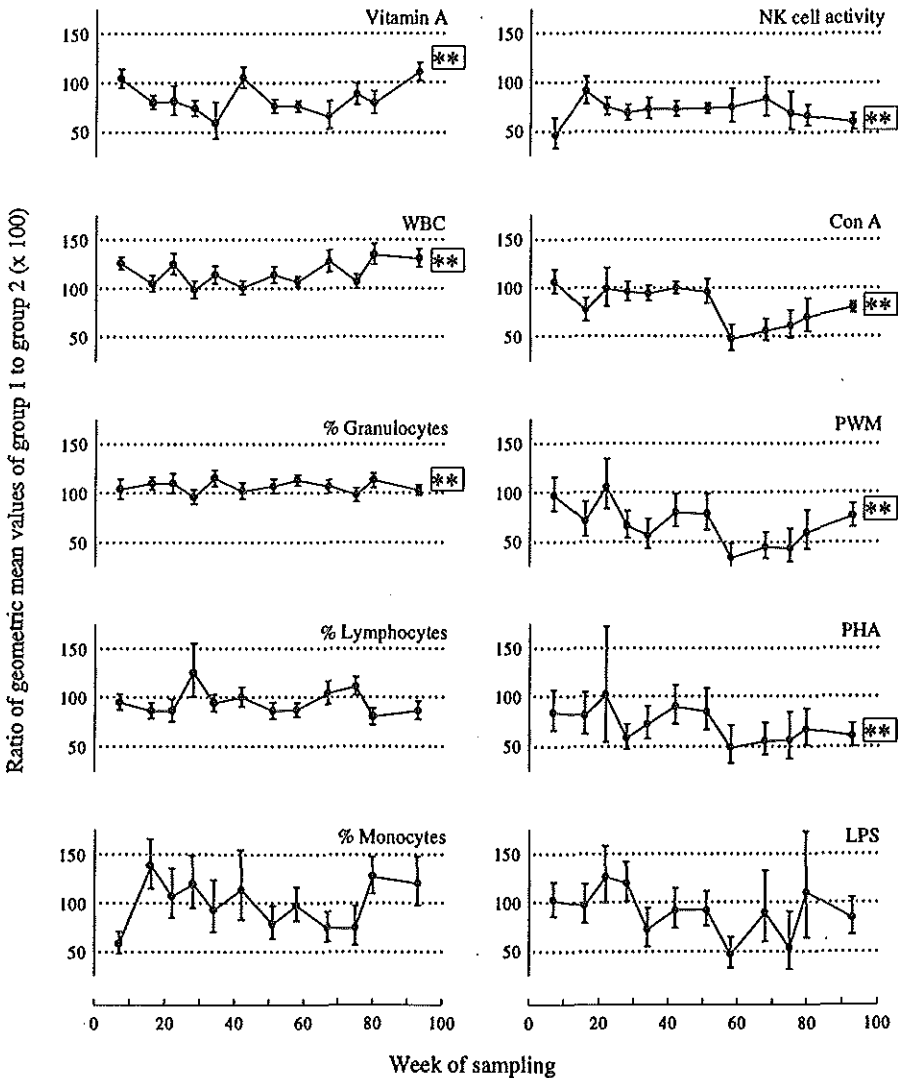 Ratio of geometric mean values of group 1 to group 2 (x 100)
Vitamin A
150
100
50
**
NK cell activity
150
100
50
**
WBC
150
100
50
**
Con A
150
100
50
**
% Granulocytes
150
100
50
**
PWM
150
100
50
**
% Lymphocytes
150
100
50
PHA
150
100
50
**
% Monocytes
150
100
50
LPS
150
100
50
0 20 40 60 80 100
0 20 40 60 80 100
Week of sampling